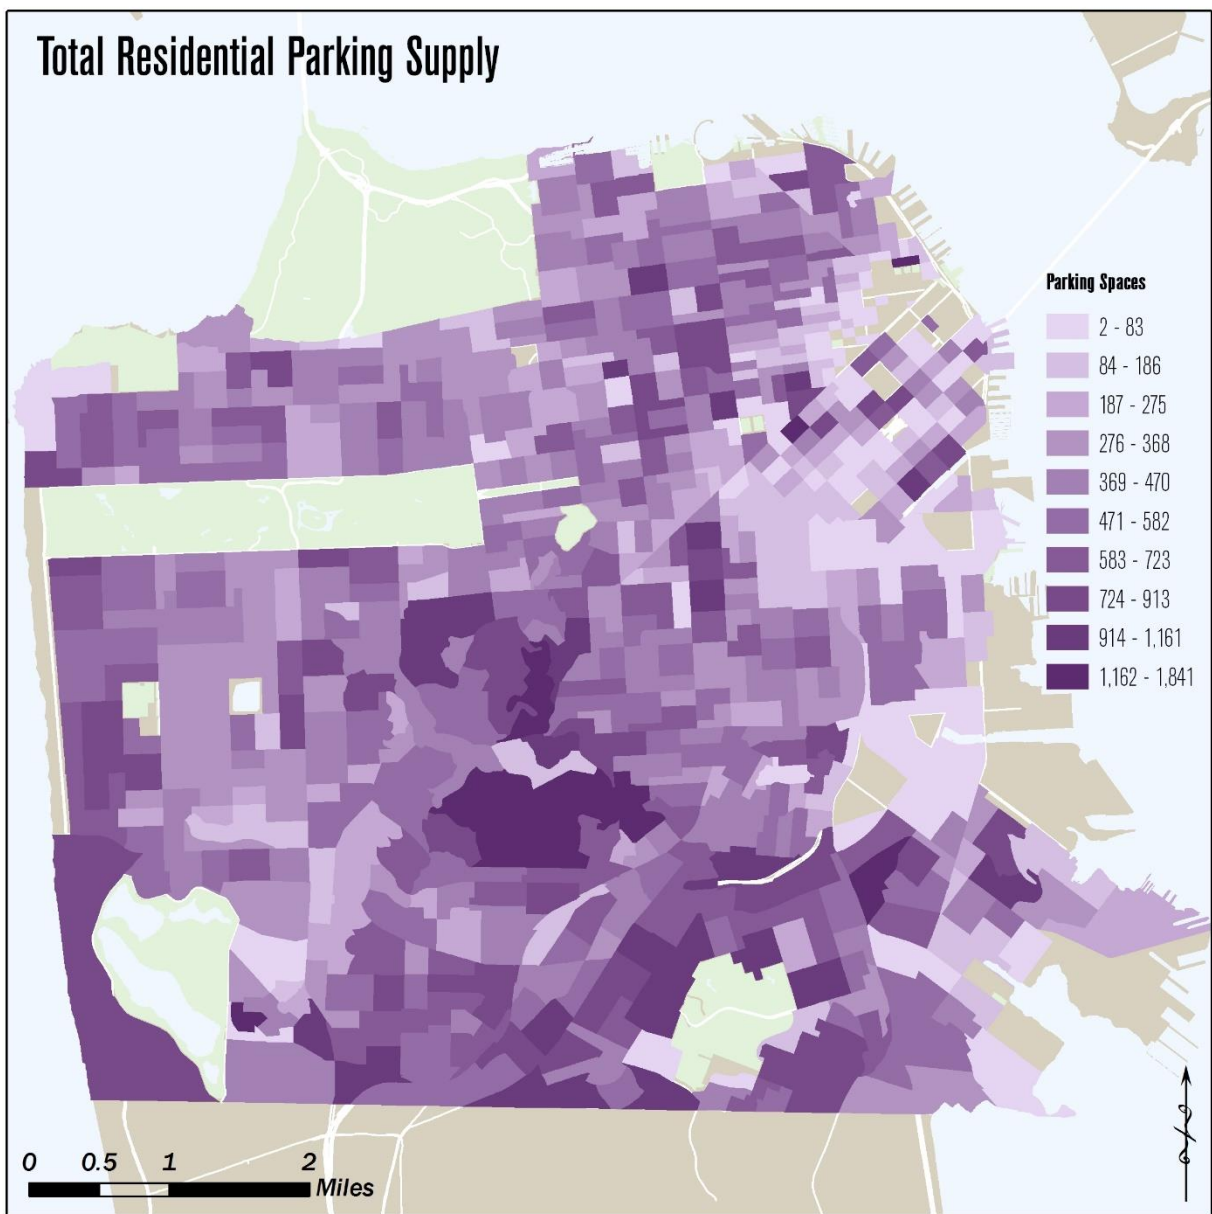 Total Residential Parking Supply
Parking Spaces
2 - 83
84 - 186
187 - 275
276 - 368
369 - 470
471 - 582
583 - 723
724 - 913
914 - 1,161
1,162 - 1,841
0 0.5 1 2
Miles